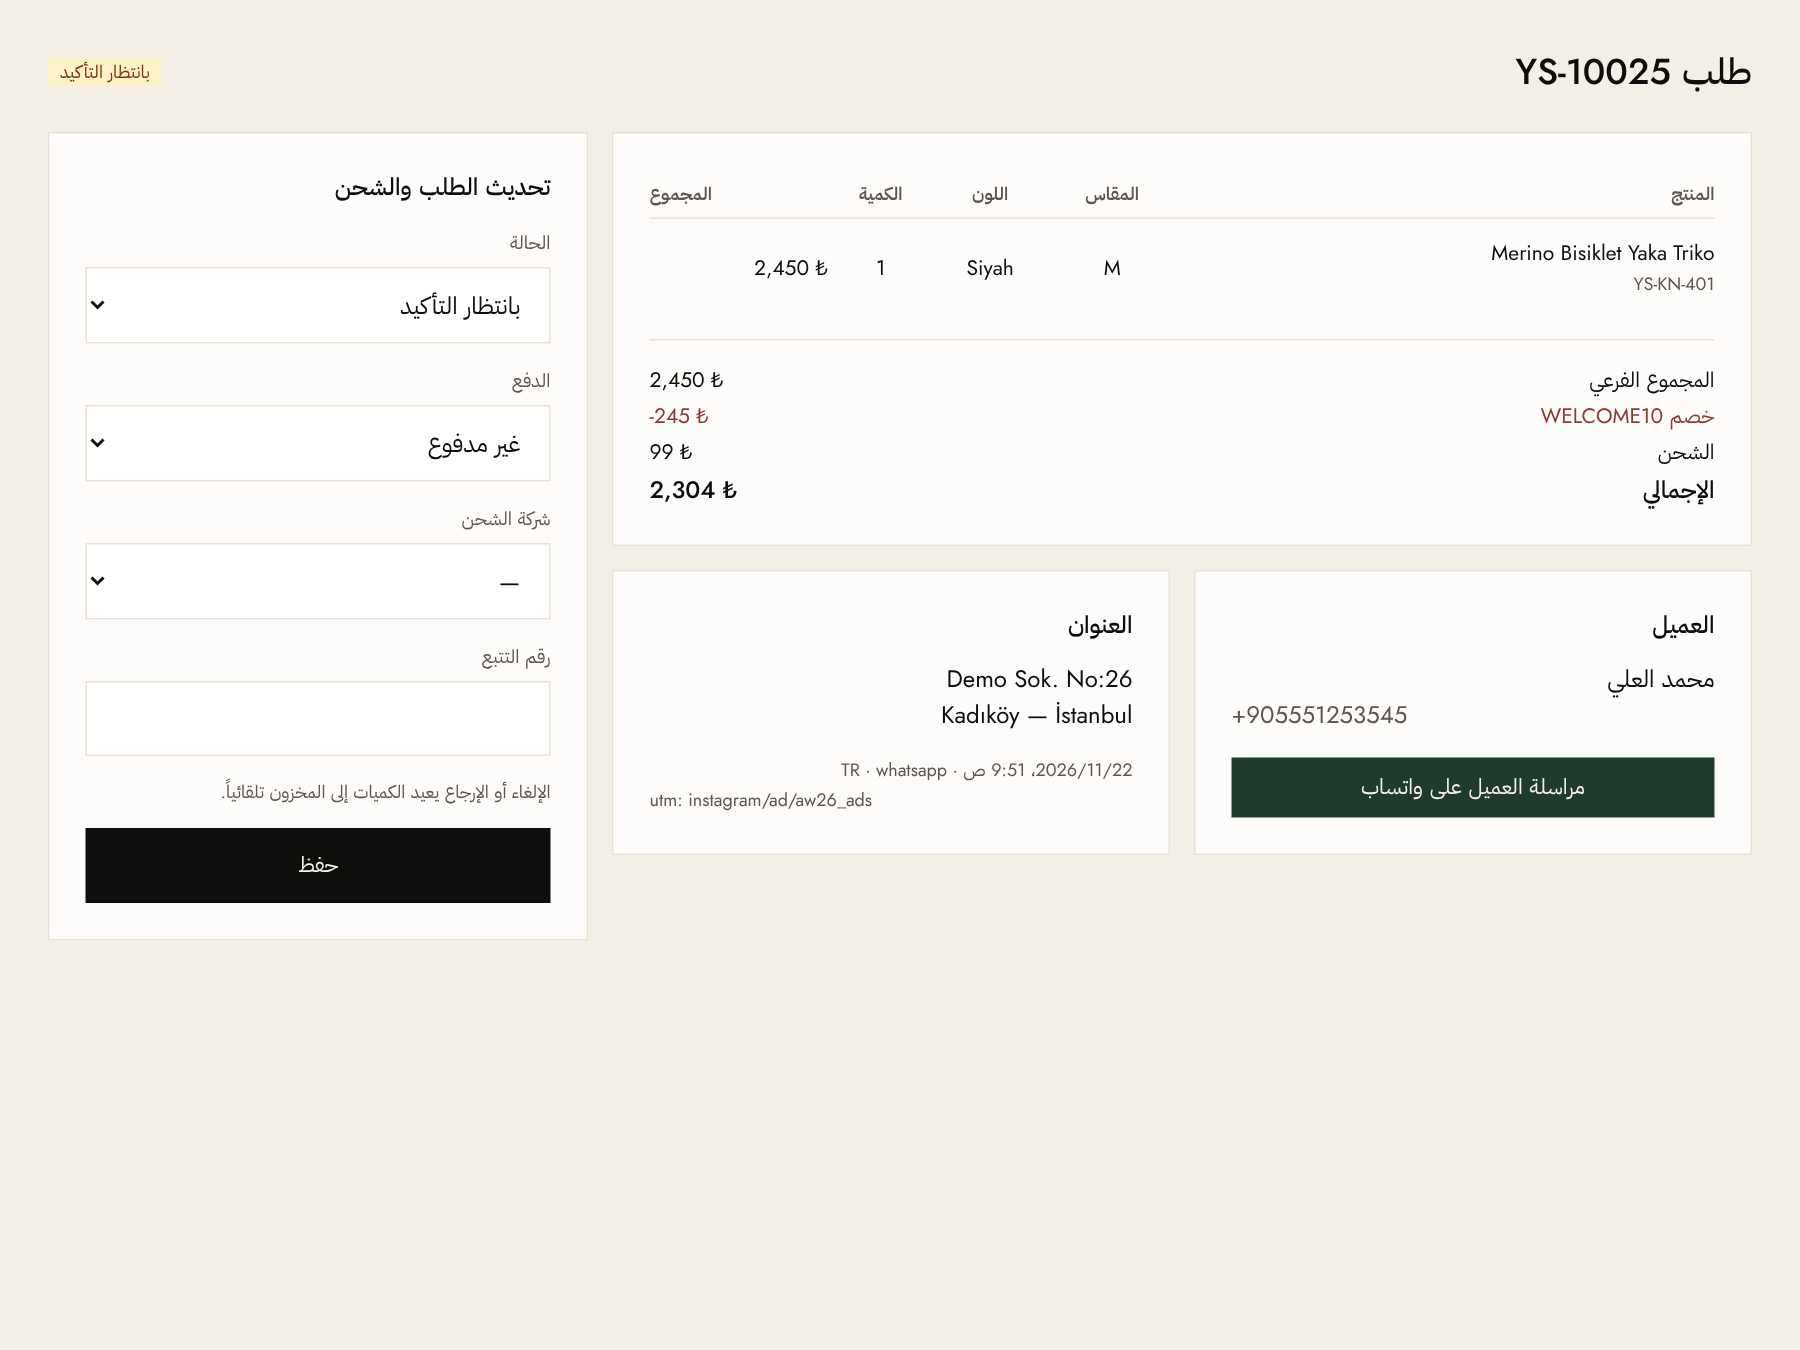 طلب YS-10025
بانتظار التأكيد
المنتج المقاس اللون الكمية المجموع
Merino Bisiklet Yaka Triko
YS-KN-401
M Siyah 1 2,450 ₺
المجموع الفرعي 2,450 ₺
خصم WELCOME10 -245 ₺
الشحن 99 ₺
الإجمالي 2,304 ₺
العميل
محمد العلي
+905551253545
مراسلة العميل على واتساب
العنوان
Demo Sok. No:26
Kadıköy — İstanbul
2026/11/22، 9:51 ص · TR · whatsapp
utm: instagram/ad/aw26_ads
تحديث الطلب والشحن
الحالة
بانتظار التأكيد
الدفع
غير مدفوع
شركة الشحن
—
رقم التتبع
الإلغاء أو الإرجاع يعيد الكميات إلى المخزون تلقائياً.
حفظ